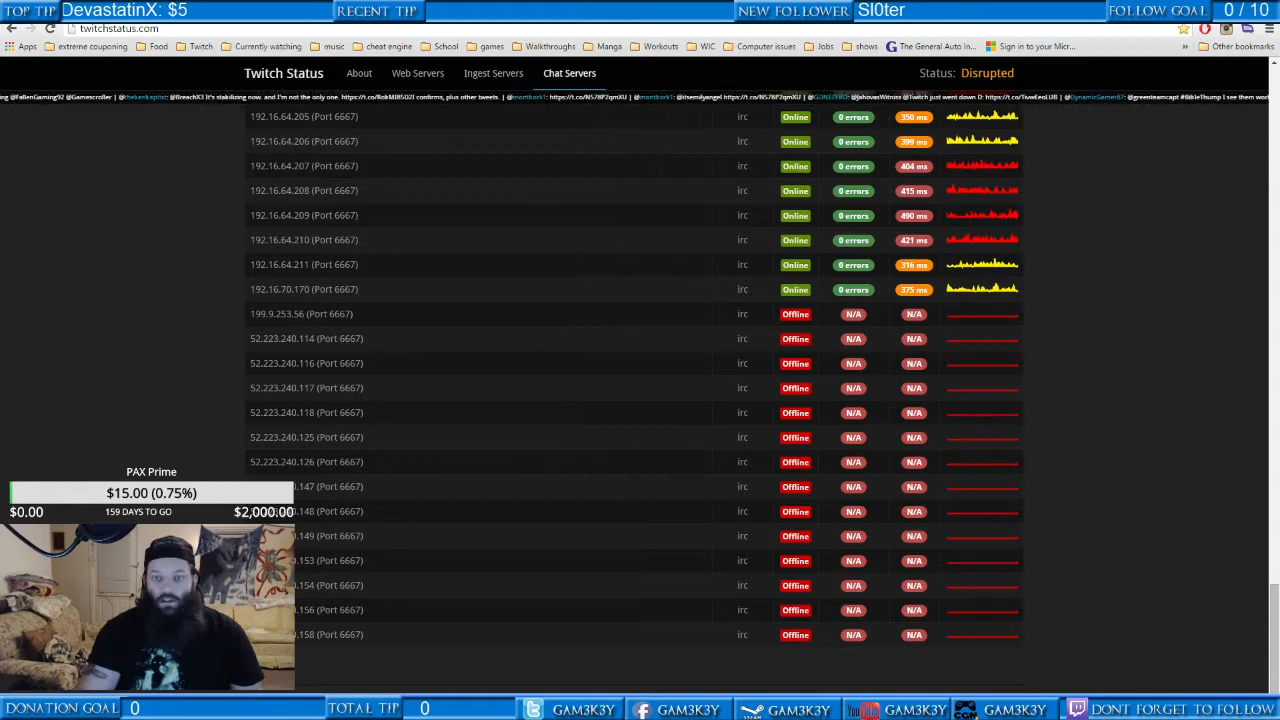 TOP TIP DevastatinX: $5 RECENT TIP NEW FOLLOWER Sl0ter FOLLOW GOAL 0 / 10
twitchstatus.com
Apps extreme couponing Food Twitch Currently watching music cheat engine School games Walkthroughs Manga Workouts WIC Computer issues Jobs shows The General Auto In... Sign in to your Micr... » Other bookmarks
Twitch Status About Web Servers Ingest Servers Chat Servers Status: Disrupted
192.16.64.205 (Port 6667) irc Online 0 errors 350 ms
192.16.64.206 (Port 6667) irc Online 0 errors 399 ms
192.16.64.207 (Port 6667) irc Online 0 errors 404 ms
192.16.64.208 (Port 6667) irc Online 0 errors 415 ms
192.16.64.209 (Port 6667) irc Online 0 errors 490 ms
192.16.64.210 (Port 6667) irc Online 0 errors 421 ms
192.16.64.211 (Port 6667) irc Online 0 errors 316 ms
192.16.70.170 (Port 6667) irc Online 0 errors 375 ms
199.9.253.56 (Port 6667) irc Offline N/A N/A
52.223.240.114 (Port 6667) irc Offline N/A N/A
52.223.240.116 (Port 6667) irc Offline N/A N/A
52.223.240.117 (Port 6667) irc Offline N/A N/A
52.223.240.118 (Port 6667) irc Offline N/A N/A
52.223.240.125 (Port 6667) irc Offline N/A N/A
52.223.240.126 (Port 6667) irc Offline N/A N/A
PAX Prime
$15.00 (0.75%)
$0.00 159 DAYS TO GO $2,000.00
.147 (Port 6667) irc Offline N/A N/A
.148 (Port 6667) irc Offline N/A N/A
.149 (Port 6667) irc Offline N/A N/A
.153 (Port 6667) irc Offline N/A N/A
.154 (Port 6667) irc Offline N/A N/A
.156 (Port 6667) irc Offline N/A N/A
.158 (Port 6667) irc Offline N/A N/A
DONATION GOAL 0 TOTAL TIP 0 GAM3K3Y GAM3K3Y STEAM GAM3K3Y YouTube GAM3K3Y GAM3K3Y DONT FORGET TO FOLLOW